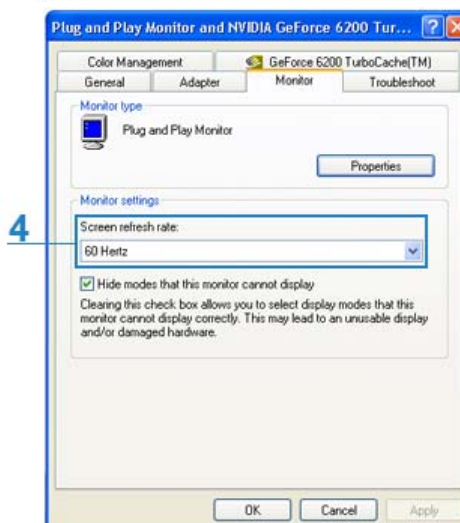 Plug and Play Monitor and NVIDIA GeForce 6200 Tur...
Color Management
GeForce 6200 TurboCache(TM)
General
Adapter
Monitor
Troubleshoot
Monitor type
Plug and Play Monitor
Properties
Monitor settings
4
Screen refresh rate:
60 Hertz
Hide modes that this monitor cannot display
Clearing this check box allows you to select display modes that this
monitor cannot display correctly. This may lead to an unusable display
and/or damaged hardware.
OK
Cancel
Apply